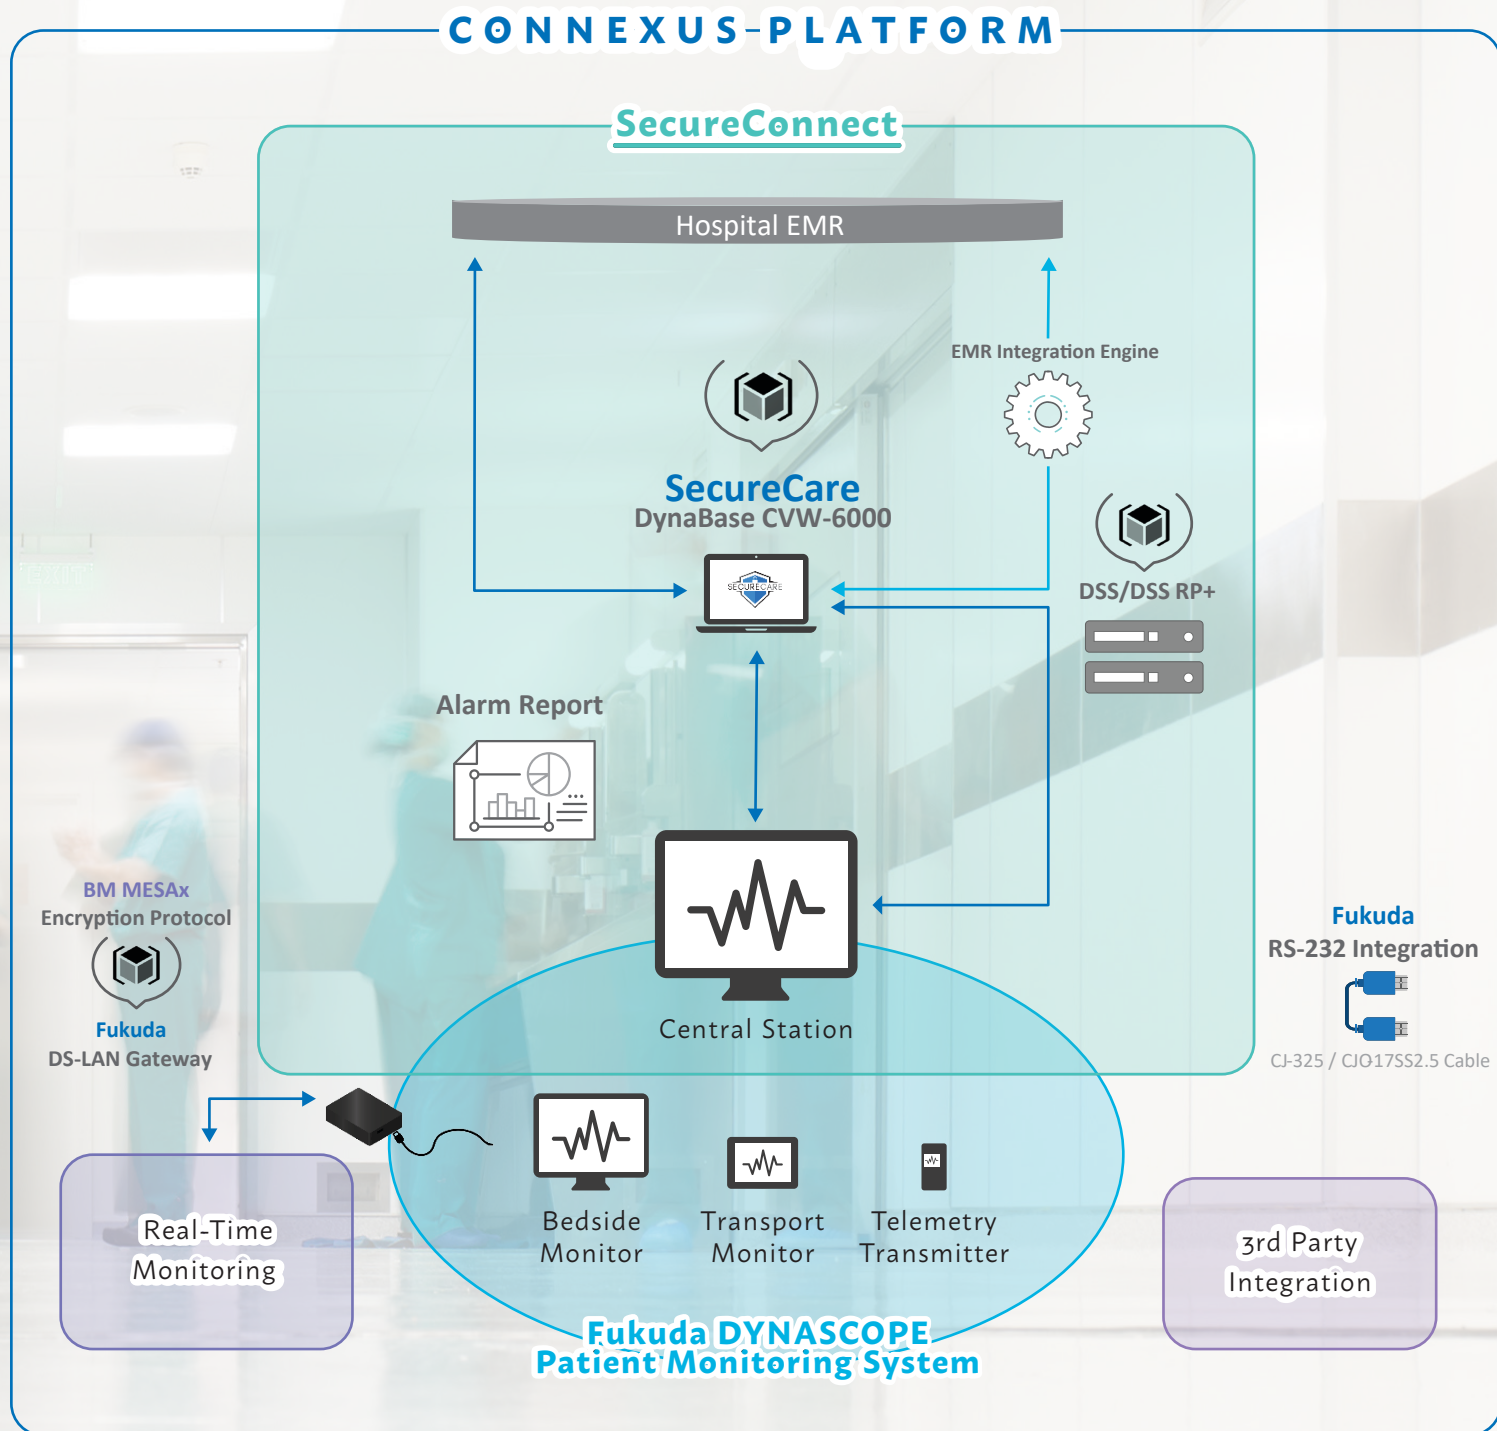 CONNEXUS PLATFORM
SecureConnect
Hospital EMR
EMR Integration Engine
SecureCare
DynaBase CVW-6000
SECURECARE
DSS/DSS RP+
Alarm Report
BM MESAx
Encryption Protocol
Fukuda
DS-LAN Gateway
Fukuda
RS-232 Integration
CJ-325 / CJO17SS2.5 Cable
Central Station
Bedside
Monitor
Transport
Monitor
Telemetry
Transmitter
Real-Time
Monitoring
3rd Party
Integration
Fukuda DYNASCOPE
Patient Monitoring System
EXIT